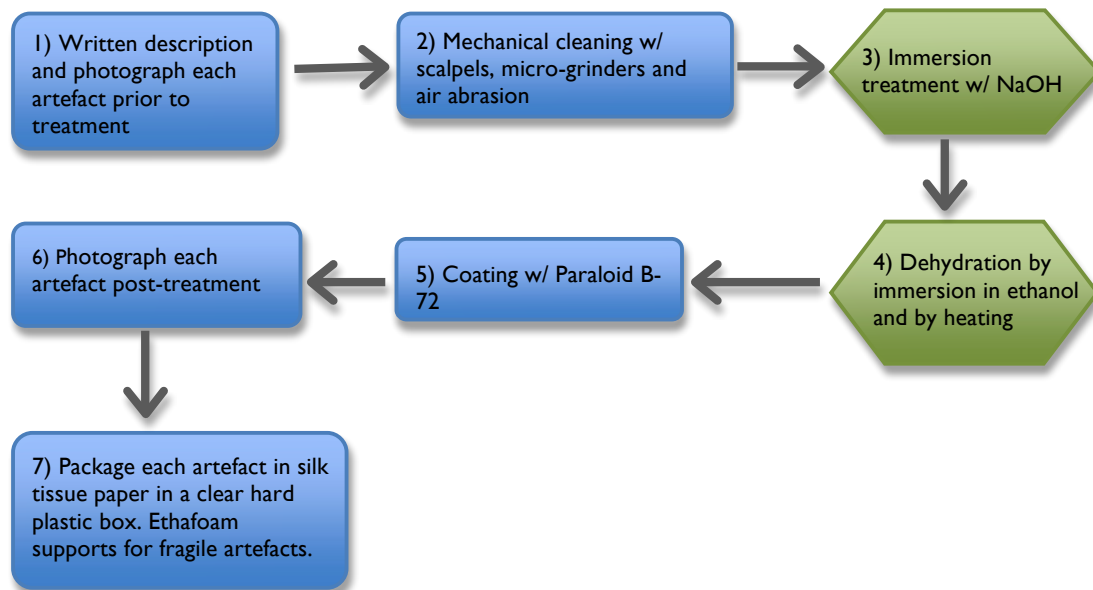 1) Written description
and photograph each
artefact prior to
treatment
2) Mechanical cleaning w/
scalpels, micro-grinders and
air abrasion
3) Immersion
treatment w/ NaOH
4) Dehydration by
immersion in ethanol
and by heating
5) Coating w/ Paraloid B-
72
6) Photograph each
artefact post-treatment
7) Package each artefact in silk
tissue paper in a clear hard
plastic box. Ethafoam
supports for fragile artefacts.